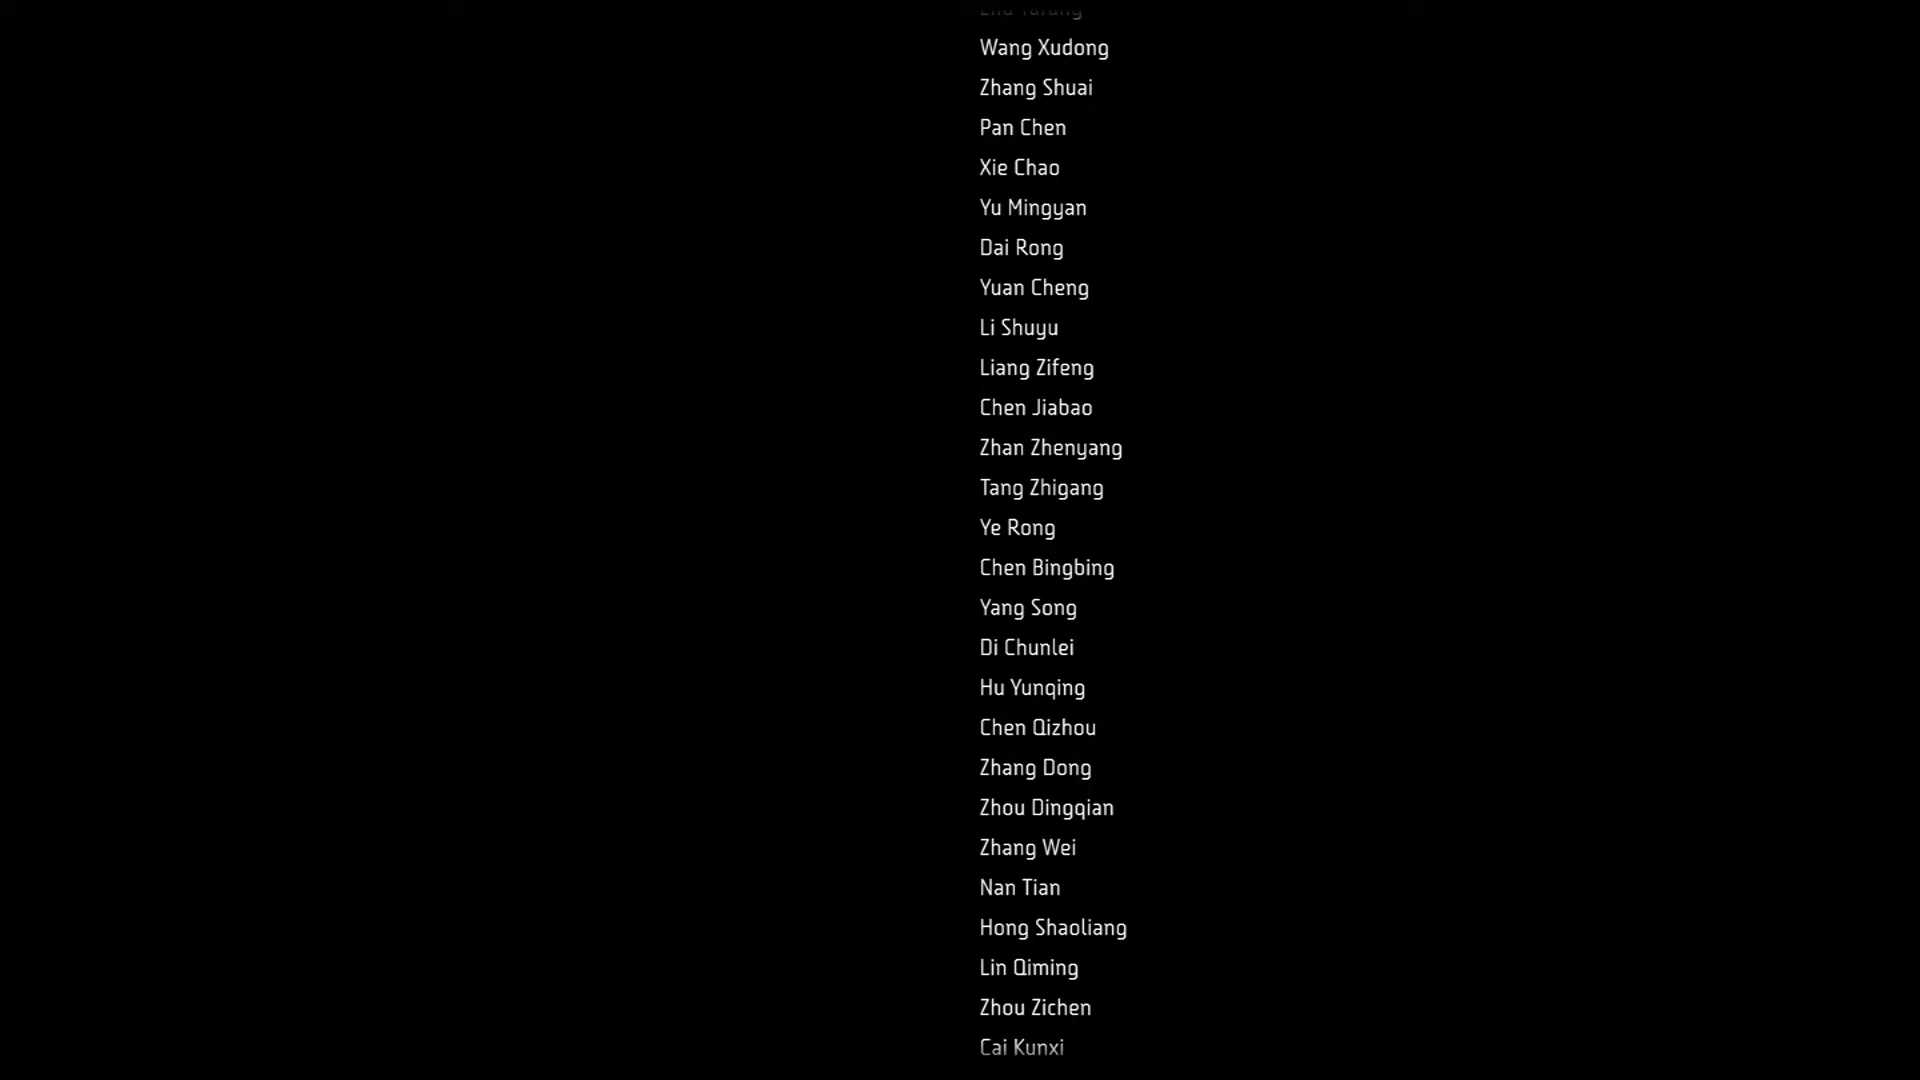 Wang Xudong
Zhang Shuai
Pan Chen
Xie Chao
Yu Mingyan
Dai Rong
Yuan Cheng
Li Shuyu
Liang Zifeng
Chen Jiabao
Zhan Zhenyang
Tang Zhigang
Ye Rong
Chen Bingbing
Yang Song
Di Chunlei
Hu Yunqing
Chen Qizhou
Zhang Dong
Zhou Dingqian
Zhang Wei
Nan Tian
Hong Shaoliang
Lin Qiming
Zhou Zichen
Cai Kunxi